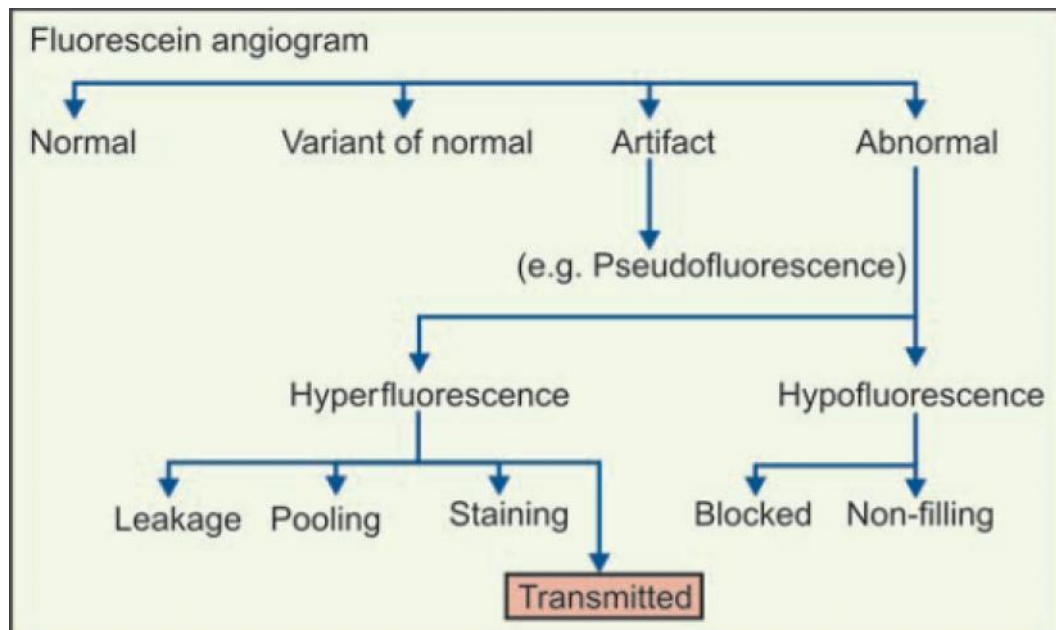 Fluorescein angiogram
Normal Variant of normal Artifact Abnormal
(e.g. Pseudofluorescence)
Hyperfluorescence Hypofluorescence
Leakage Pooling Staining Blocked Non-filling
Transmitted